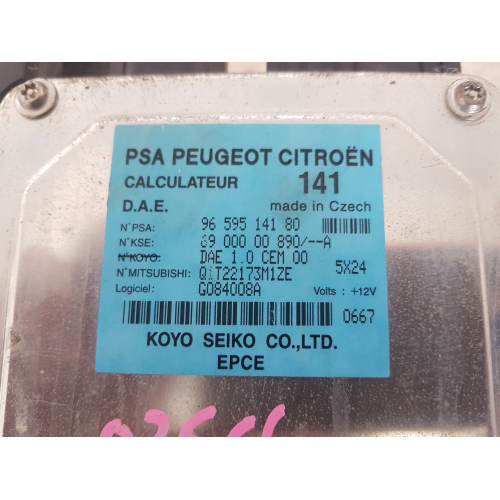 PSA PEUGEOT CITROËN
CALCULATEUR 141
D.A.E. made in Czech
N°PSA: 96 595 141 80
N°KSE: 69 000 00 890/--A
N°KOYO: DAE 1.0 CEM 00
N°MITSUBISHI: Q1T22173M1ZE 5X24
Logiciel: G084008A Volts : +12V
0667
KOYO SEIKO CO.,LTD.
EPCE